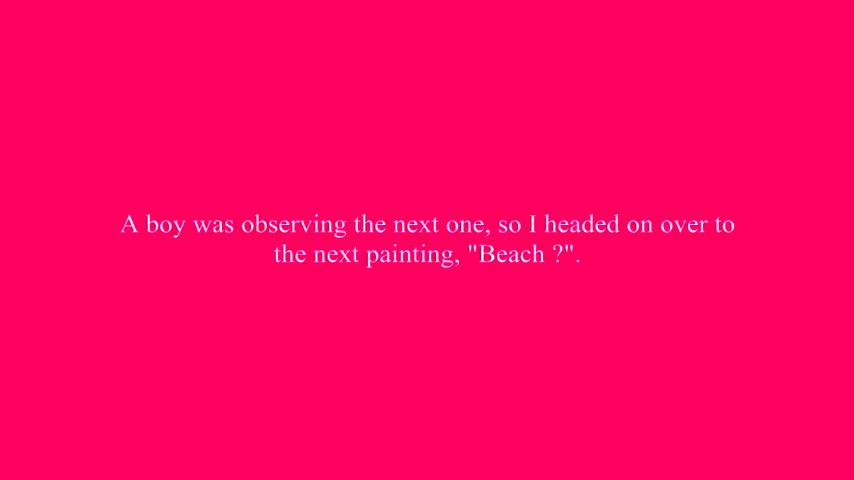 A boy was observing the next one, so I headed on over to
the next painting, "Beach ?".